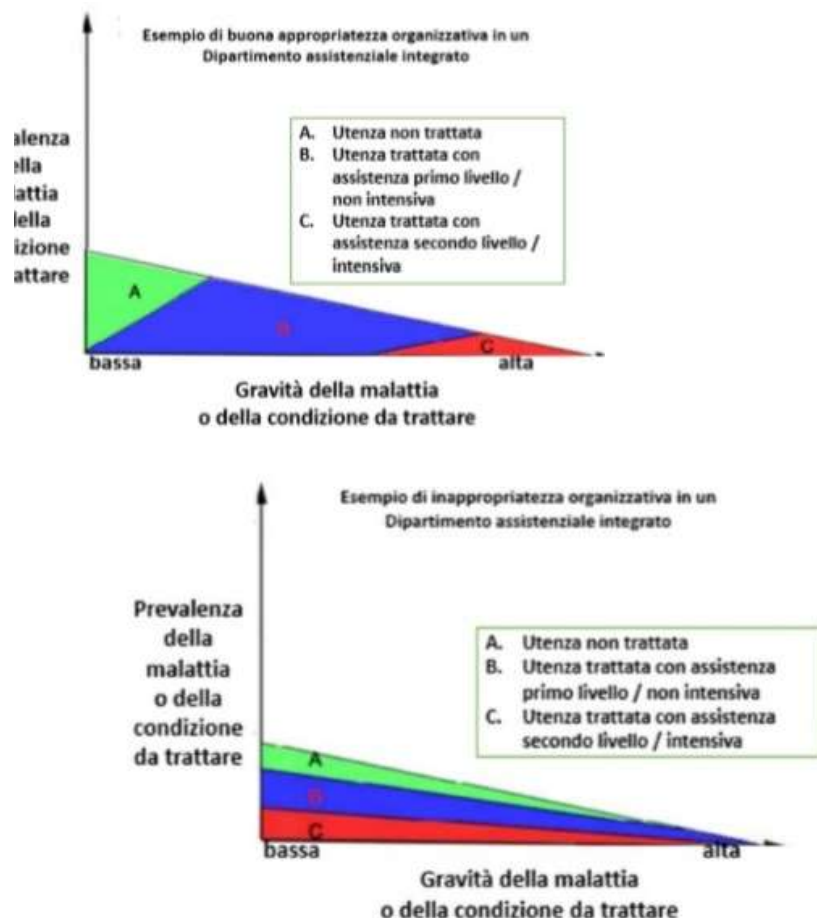 Esempio di buona appropriatezza organizzativa in un
Dipartimento assistenziale integrato
alenza
ella
attia
della
izione
attare
A. Utenza non trattata
B. Utenza trattata con
assistenza primo livello /
non intensiva
C. Utenza trattata con
assistenza secondo livello /
intensiva
A
B
C
bassa
alta
Gravità della malattia
o della condizione da trattare
Esempio di inappropriatezza organizzativa in un
Dipartimento assistenziale integrato
Prevalenza
della
malattia
o della
condizione
da trattare
A. Utenza non trattata
B. Utenza trattata con assistenza
primo livello / non intensiva
C. Utenza trattata con assistenza
secondo livello / intensiva
A
B
C
bassa
alta
Gravità della malattia
o della condizione da trattare